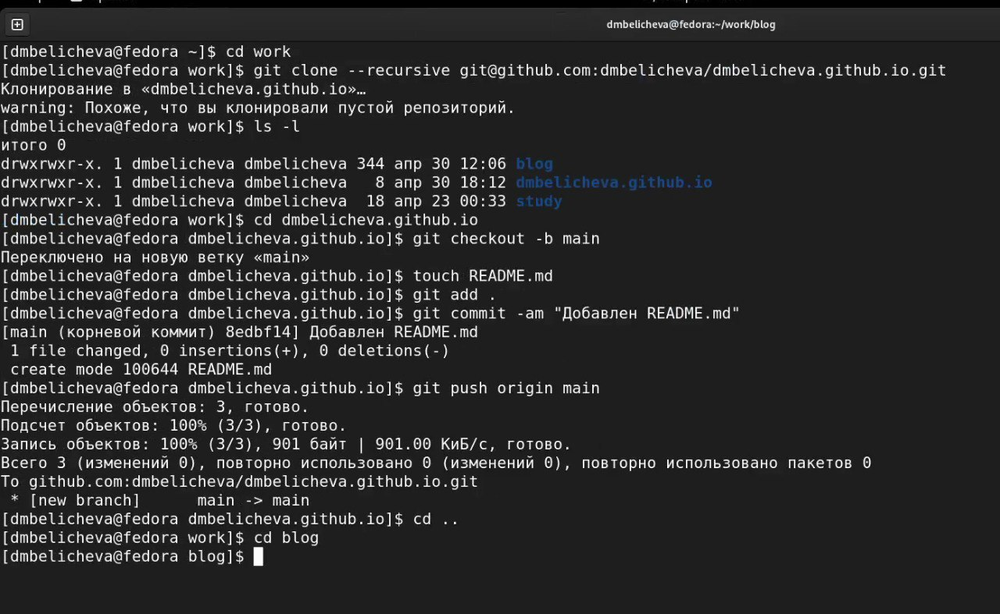 dmbelicheva@fedora:~/work/blog
[dmbelicheva@fedora ~]$ cd work
[dmbelicheva@fedora work]$ git clone --recursive git@github.com:dmbelicheva/dmbelicheva.github.io.git
Клонирование в «dmbelicheva.github.io»…
warning: Похоже, что вы клонировали пустой репозиторий.
[dmbelicheva@fedora work]$ ls -l
итого 0
drwxrwxr-x. 1 dmbelicheva dmbelicheva 344 апр 30 12:06 blog
drwxrwxr-x. 1 dmbelicheva dmbelicheva   8 апр 30 18:12 dmbelicheva.github.io
drwxrwxr-x. 1 dmbelicheva dmbelicheva  18 апр 23 00:33 study
[dmbelicheva@fedora work]$ cd dmbelicheva.github.io
[dmbelicheva@fedora dmbelicheva.github.io]$ git checkout -b main
Переключено на новую ветку «main»
[dmbelicheva@fedora dmbelicheva.github.io]$ touch README.md
[dmbelicheva@fedora dmbelicheva.github.io]$ git add .
[dmbelicheva@fedora dmbelicheva.github.io]$ git commit -am "Добавлен README.md"
[main (корневой коммит) 8edbf14] Добавлен README.md
 1 file changed, 0 insertions(+), 0 deletions(-)
 create mode 100644 README.md
[dmbelicheva@fedora dmbelicheva.github.io]$ git push origin main
Перечисление объектов: 3, готово.
Подсчет объектов: 100% (3/3), готово.
Запись объектов: 100% (3/3), 901 байт | 901.00 КиБ/с, готово.
Всего 3 (изменений 0), повторно использовано 0 (изменений 0), повторно использовано пакетов 0
To github.com:dmbelicheva/dmbelicheva.github.io.git
 * [new branch]      main -> main
[dmbelicheva@fedora dmbelicheva.github.io]$ cd ..
[dmbelicheva@fedora work]$ cd blog
[dmbelicheva@fedora blog]$